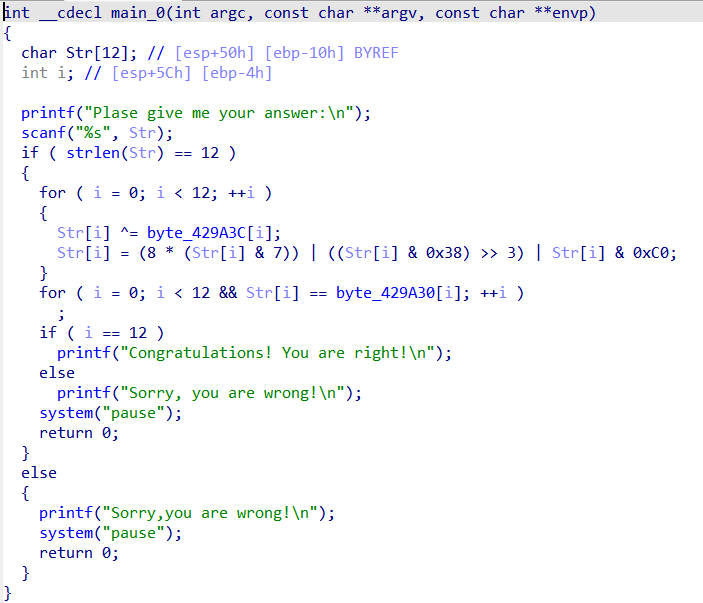 int __cdecl main_0(int argc, const char **argv, const char **envp)
{
  char Str[12]; // [esp+50h] [ebp-10h] BYREF
  int i; // [esp+5Ch] [ebp-4h]

  printf("Plase give me your answer:\n");
  scanf("%s", Str);
  if ( strlen(Str) == 12 )
  {
    for ( i = 0; i < 12; ++i )
    {
      Str[i] ^= byte_429A3C[i];
      Str[i] = (8 * (Str[i] & 7)) | ((Str[i] & 0x38) >> 3) | Str[i] & 0xC0;
    }
    for ( i = 0; i < 12 && Str[i] == byte_429A30[i]; ++i )
      ;
    if ( i == 12 )
      printf("Congratulations! You are right!\n");
    else
      printf("Sorry, you are wrong!\n");
    system("pause");
    return 0;
  }
  else
  {
    printf("Sorry,you are wrong!\n");
    system("pause");
    return 0;
  }
}